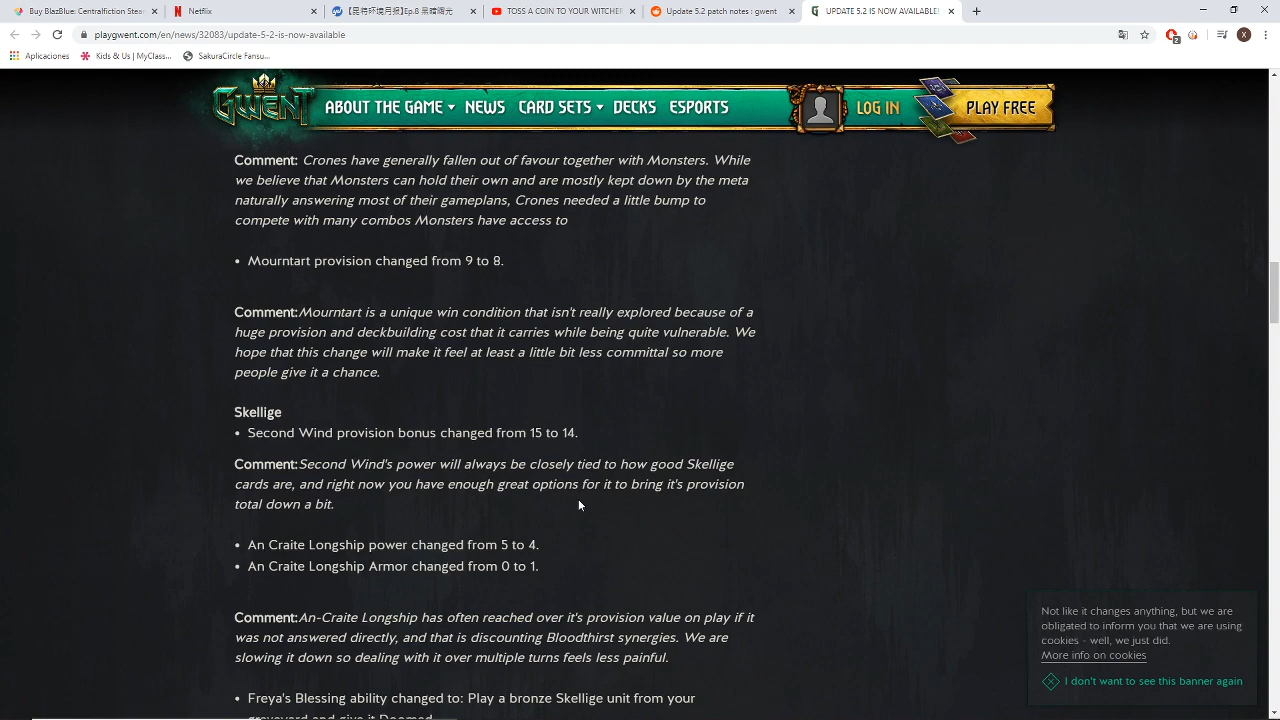 Buy BlazBlue: Centralfiction Stea
Netflix
TOSS A COIN TO YOUR WITCHER
Update 5.2 patch notes : gwent
UPDATE 5.2 IS NOW AVAILABLE!
playgwent.com/en/news/32083/update-5-2-is-now-available
2
X
Aplicaciones
Kids & Us | MyClass...
SakuraCircle Fansu...
GWENT
ABOUT THE GAME
NEWS
CARD SETS
DECKS
ESPORTS
LOG IN
PLAY FREE
Comment: Crones have generally fallen out of favour together with Monsters. While
we believe that Monsters can hold their own and are mostly kept down by the meta
naturally answering most of their gameplans, Crones needed a little bump to
compete with many combos Monsters have access to
• Mourntart provision changed from 9 to 8.
Comment:Mourntart is a unique win condition that isn't really explored because of a
huge provision and deckbuilding cost that it carries while being quite vulnerable. We
hope that this change will make it feel at least a little bit less committal so more
people give it a chance.
Skellige
• Second Wind provision bonus changed from 15 to 14.
Comment:Second Wind's power will always be closely tied to how good Skellige
cards are, and right now you have enough great options for it to bring it's provision
total down a bit.
• An Craite Longship power changed from 5 to 4.
• An Craite Longship Armor changed from 0 to 1.
Comment:An-Craite Longship has often reached over it's provision value on play if it
was not answered directly, and that is discounting Bloodthirst synergies. We are
slowing it down so dealing with it over multiple turns feels less painful.
• Freya's Blessing ability changed to: Play a bronze Skellige unit from your
graveyard and give it Doomed
Not like it changes anything, but we are
obligated to inform you that we are using
cookies - well, we just did.
More info on cookies
I don't want to see this banner again